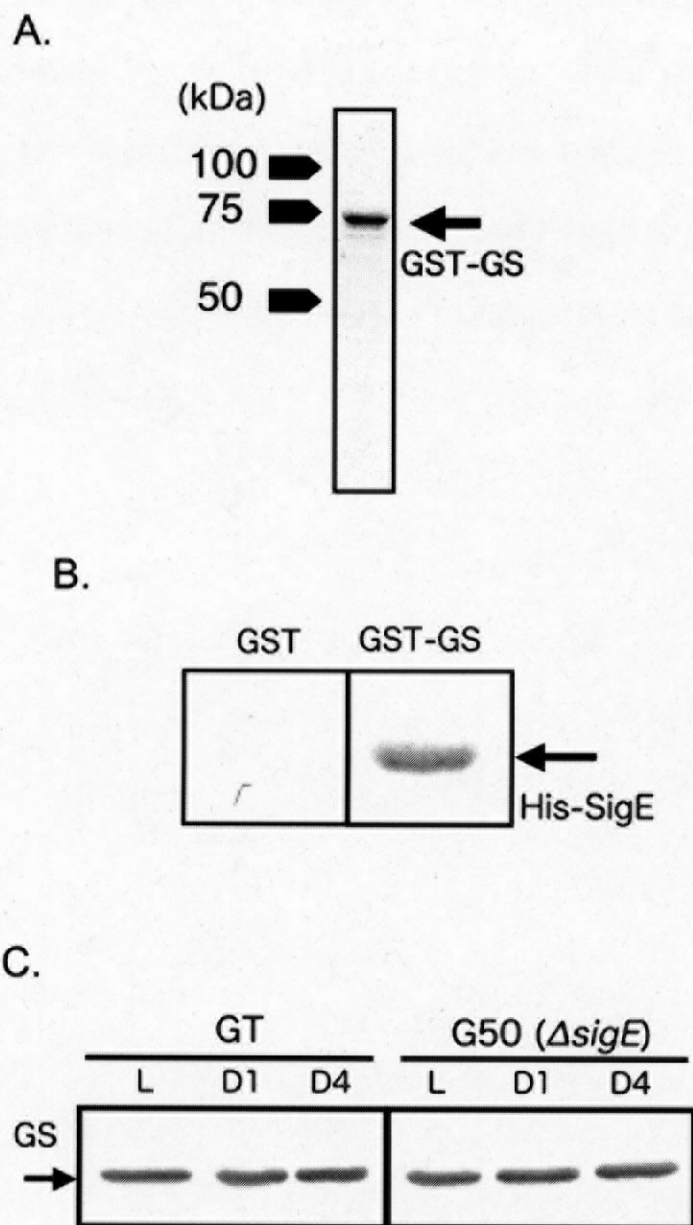 A.
(kDa)
100
75
GST-GS
50
B.
GST GST-GS
His-SigE
C.
GT G50 (ΔsigE)
L D1 D4 L D1 D4
GS